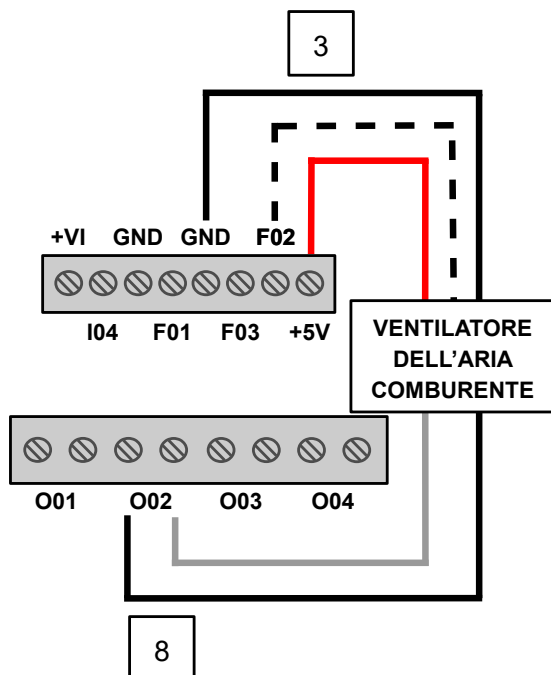 3
+VI GND GND F02
I04 F01 F03 +5V
VENTILATORE
DELL'ARIA
COMBURENTE
O01 O02 O03 O04
8